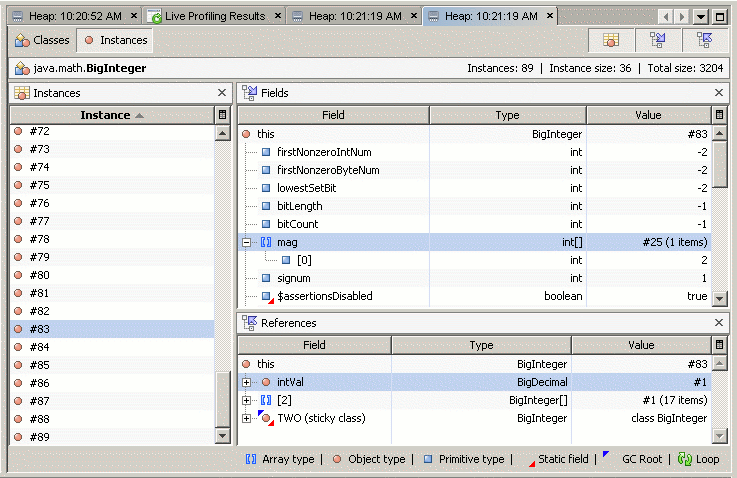 Heap: 10:20:52 AM Live Profiling Results Heap: 10:21:19 AM Heap: 10:21:19 AM
Classes Instances
java.math.BigInteger Instances: 89 | Instance size: 36 | Total size: 3204
Instances
Instance
#72
#73
#74
#75
#76
#77
#78
#79
#80
#81
#82
#83
#84
#85
#86
#87
#88
#89
Fields
Field Type Value
this BigInteger #83
firstNonzeroIntNum int -2
firstNonzeroByteNum int -2
lowestSetBit int -2
bitLength int -1
bitCount int -1
mag int[] #25 (1 items)
[0] int 2
signum int 1
$assertionsDisabled boolean true
References
Field Type Value
this BigInteger #83
intVal BigDecimal #1
[2] BigInteger[] #1 (17 items)
TWO (sticky class) BigInteger class BigInteger
Array type | Object type | Primitive type | Static field | GC Root | Loop